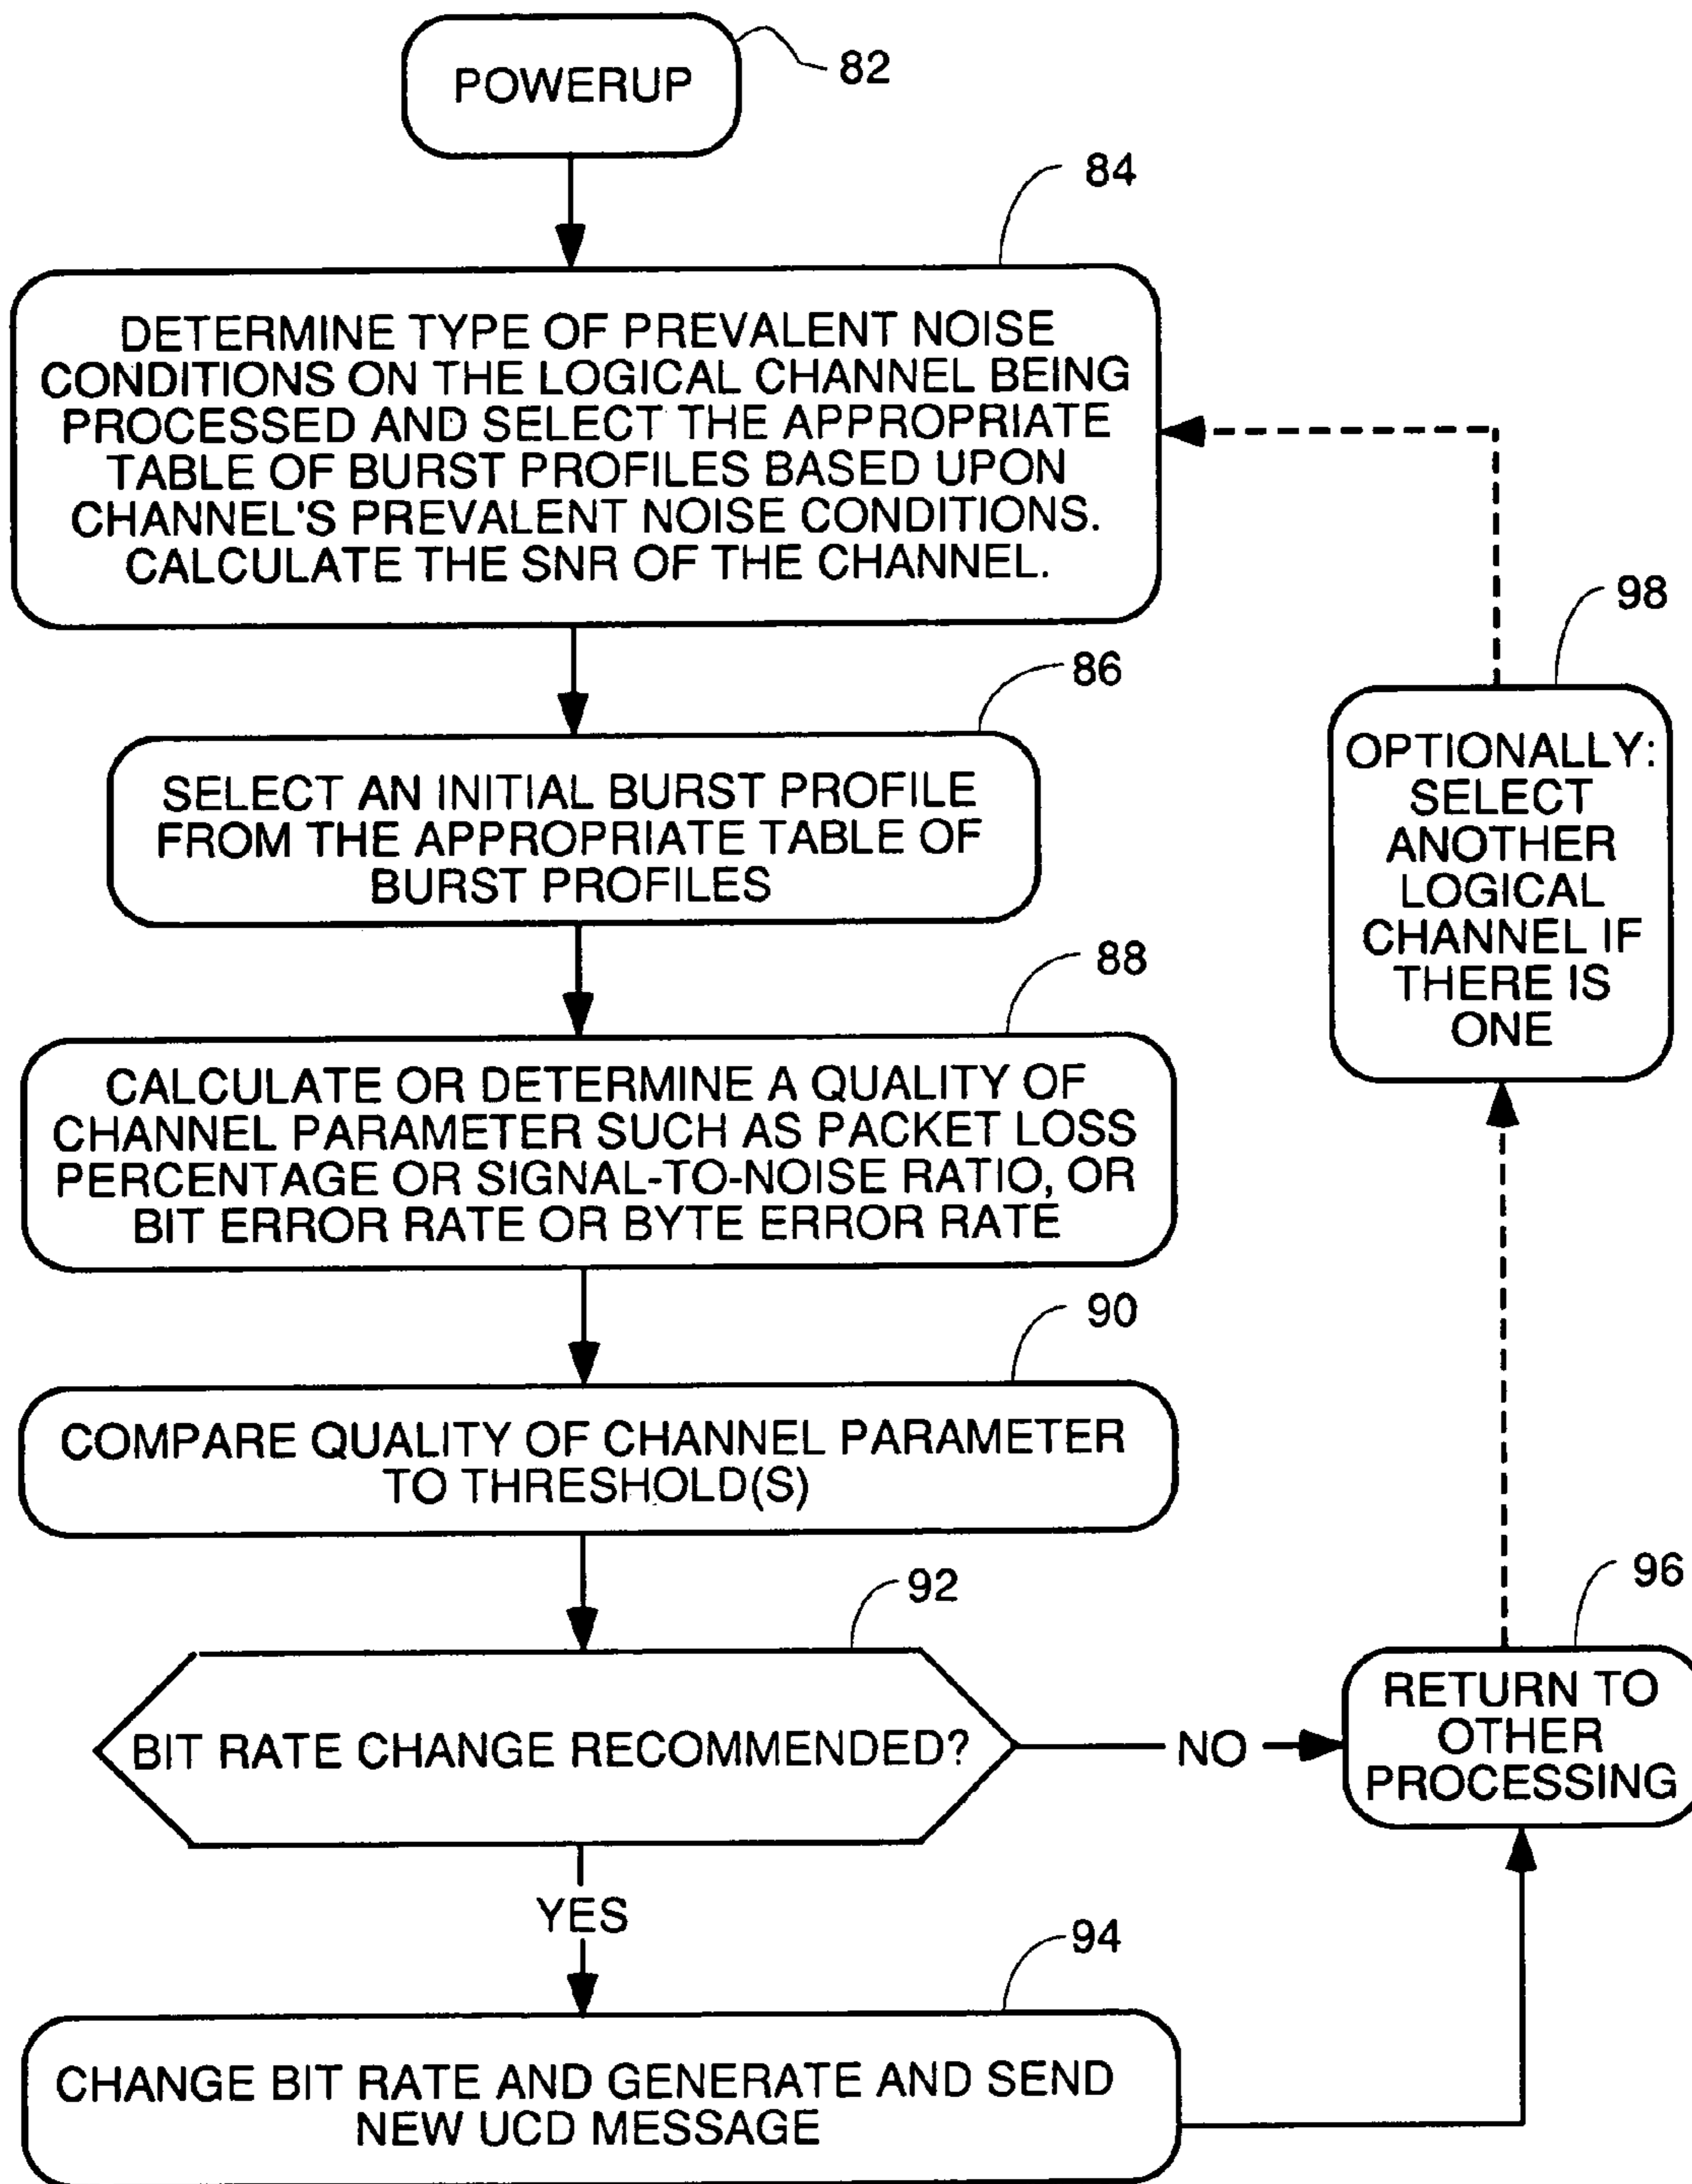 POWERUP
82
84
DETERMINE TYPE OF PREVALENT NOISE
CONDITIONS ON THE LOGICAL CHANNEL BEING
PROCESSED AND SELECT THE APPROPRIATE
TABLE OF BURST PROFILES BASED UPON
CHANNEL'S PREVALENT NOISE CONDITIONS.
CALCULATE THE SNR OF THE CHANNEL.
86
SELECT AN INITIAL BURST PROFILE
FROM THE APPROPRIATE TABLE OF
BURST PROFILES
98
OPTIONALLY:
SELECT
ANOTHER
LOGICAL
CHANNEL IF
THERE IS
ONE
88
CALCULATE OR DETERMINE A QUALITY OF
CHANNEL PARAMETER SUCH AS PACKET LOSS
PERCENTAGE OR SIGNAL-TO-NOISE RATIO, OR
BIT ERROR RATE OR BYTE ERROR RATE
90
COMPARE QUALITY OF CHANNEL PARAMETER
TO THRESHOLD(S)
92
BIT RATE CHANGE RECOMMENDED?
NO
96
RETURN TO
OTHER
PROCESSING
YES
94
CHANGE BIT RATE AND GENERATE AND SEND
NEW UCD MESSAGE